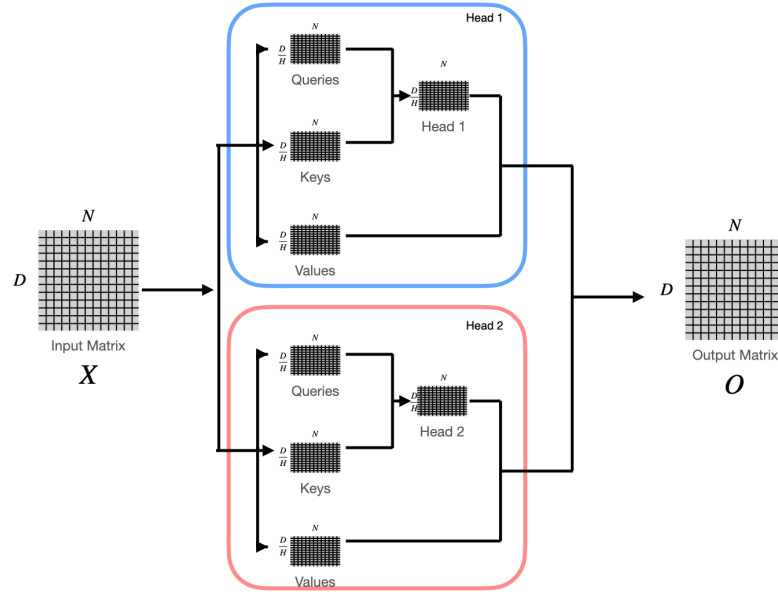 Head 1
N
D/H
Queries
N
D/H
Keys
N
D/H
Values
N
D/H
Head 1
N
D
Input Matrix
X
Head 2
N
D/H
Queries
N
D/H
Keys
N
D/H
Values
N
D/H
Head 2
N
D
Output Matrix
O